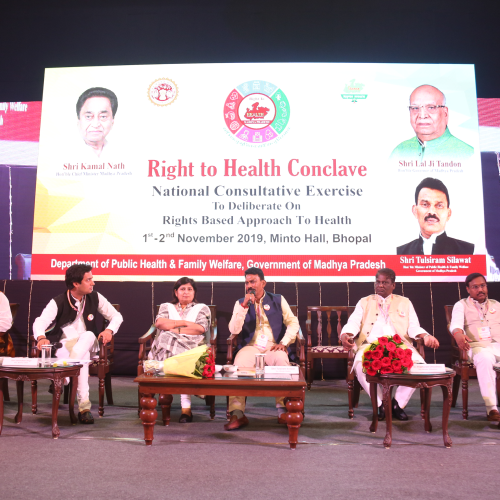 Shri Kamal Nath
HEALTH
Shri Lal Ji Tandon
Right to Health Conclave
National Consultative Exercise
To Deliberate On
Rights Based Approach To Health
1st-2nd November 2019, Minto Hall, Bhopal
Shri Tulsiram Silawat
Department of Public Health & Family Welfare, Government of Madhya Pradesh